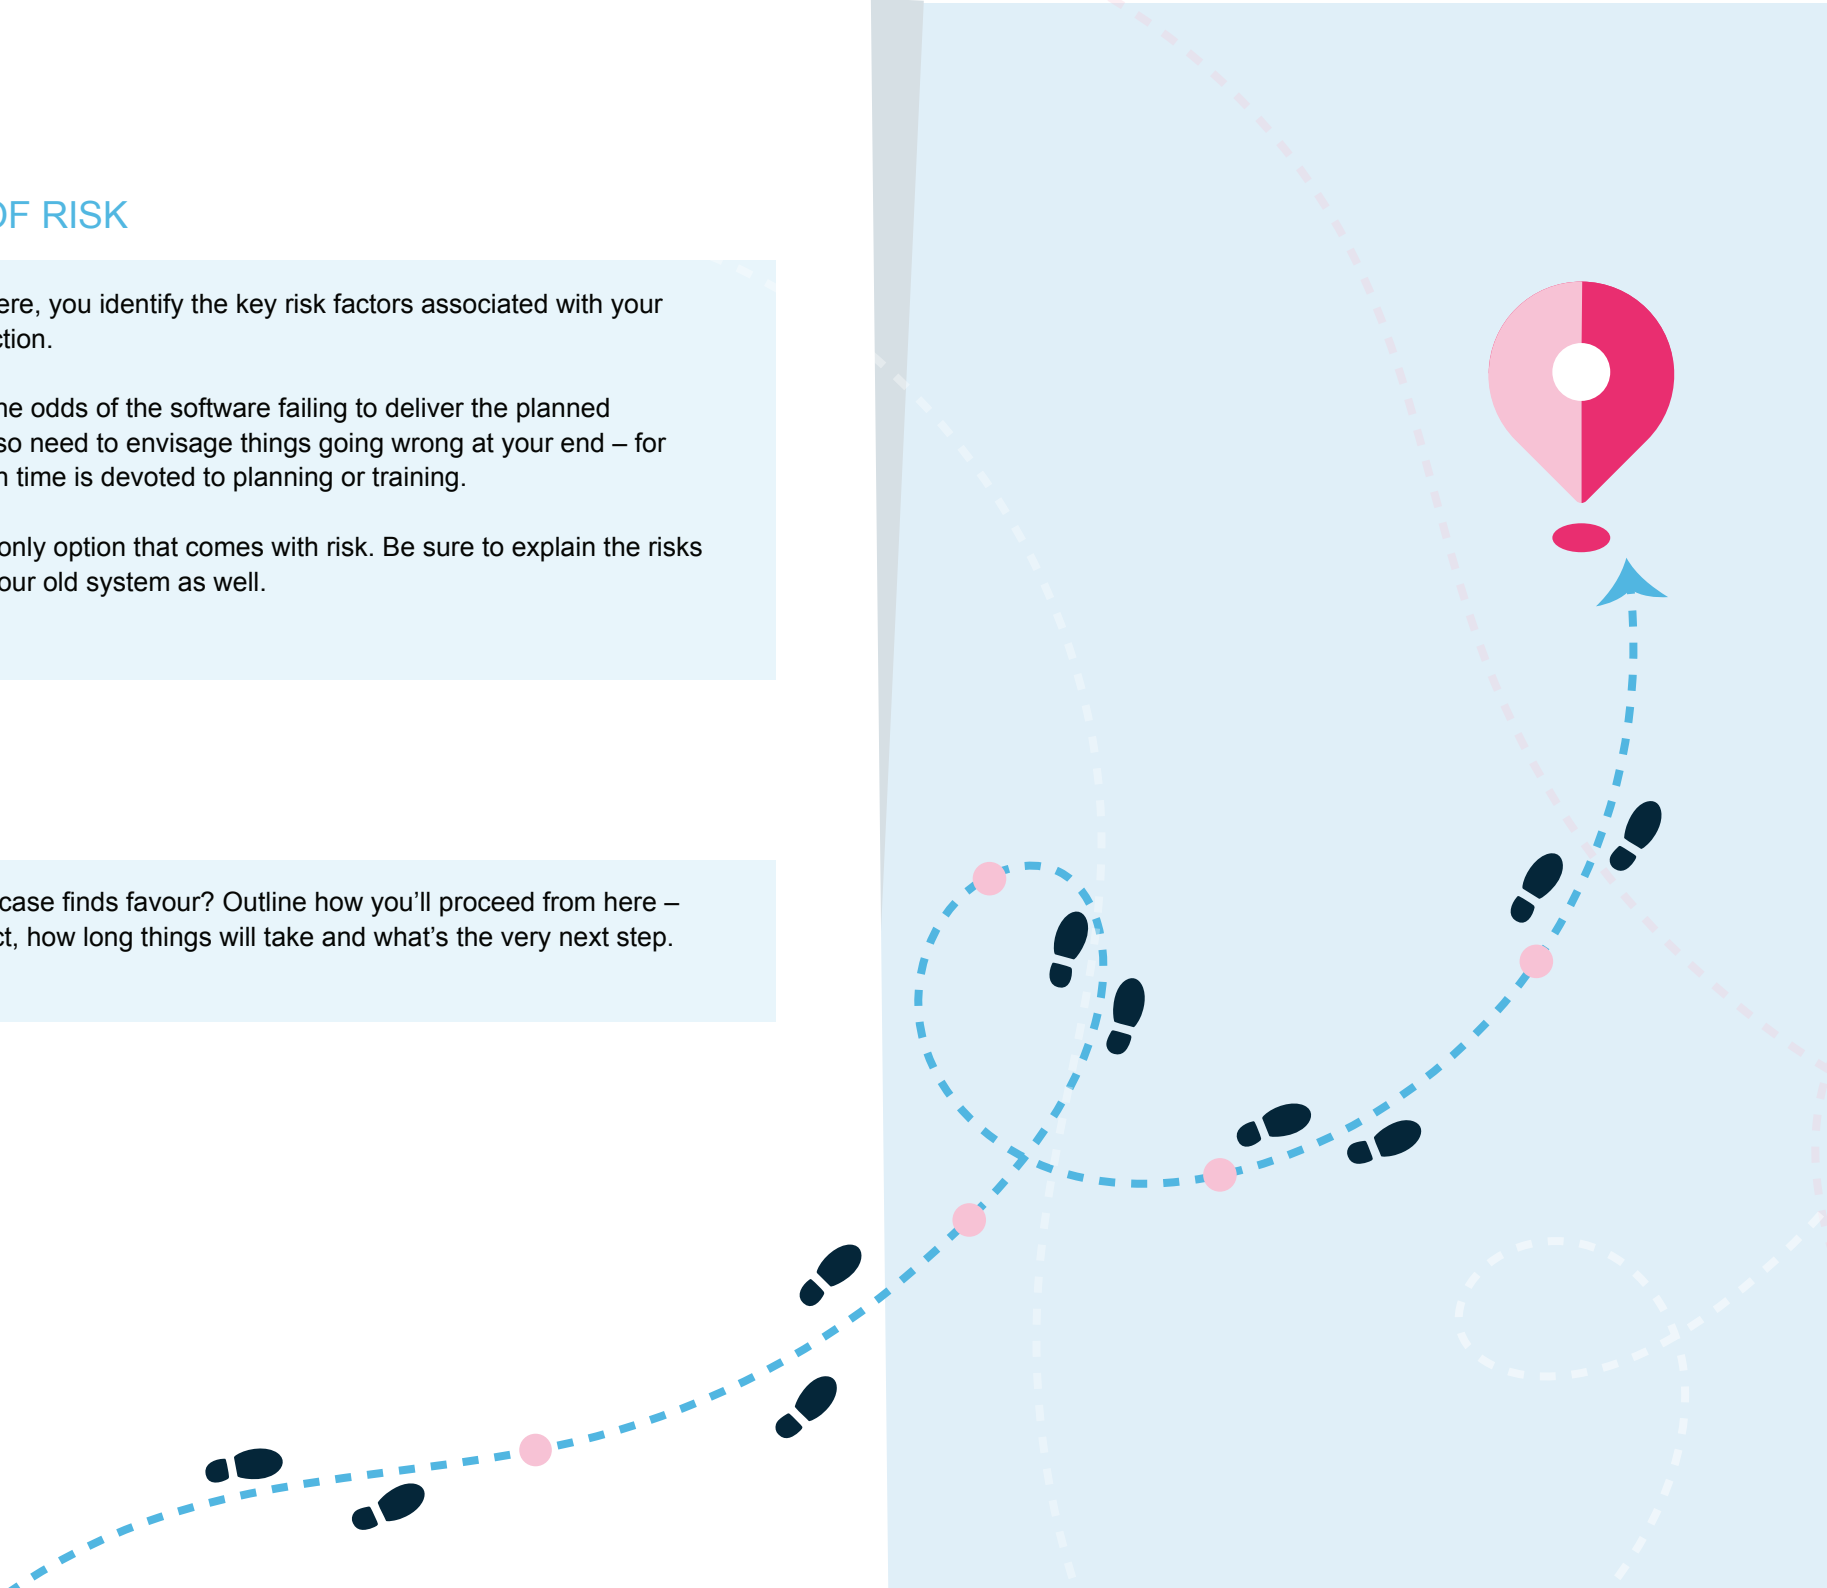 OF RISK
ere, you identify the key risk factors associated with your
ction.
he odds of the software failing to deliver the planned
so need to envisage things going wrong at your end – for
h time is devoted to planning or training.
only option that comes with risk. Be sure to explain the risks
our old system as well.
case finds favour? Outline how you’ll proceed from here –
ct, how long things will take and what’s the very next step.